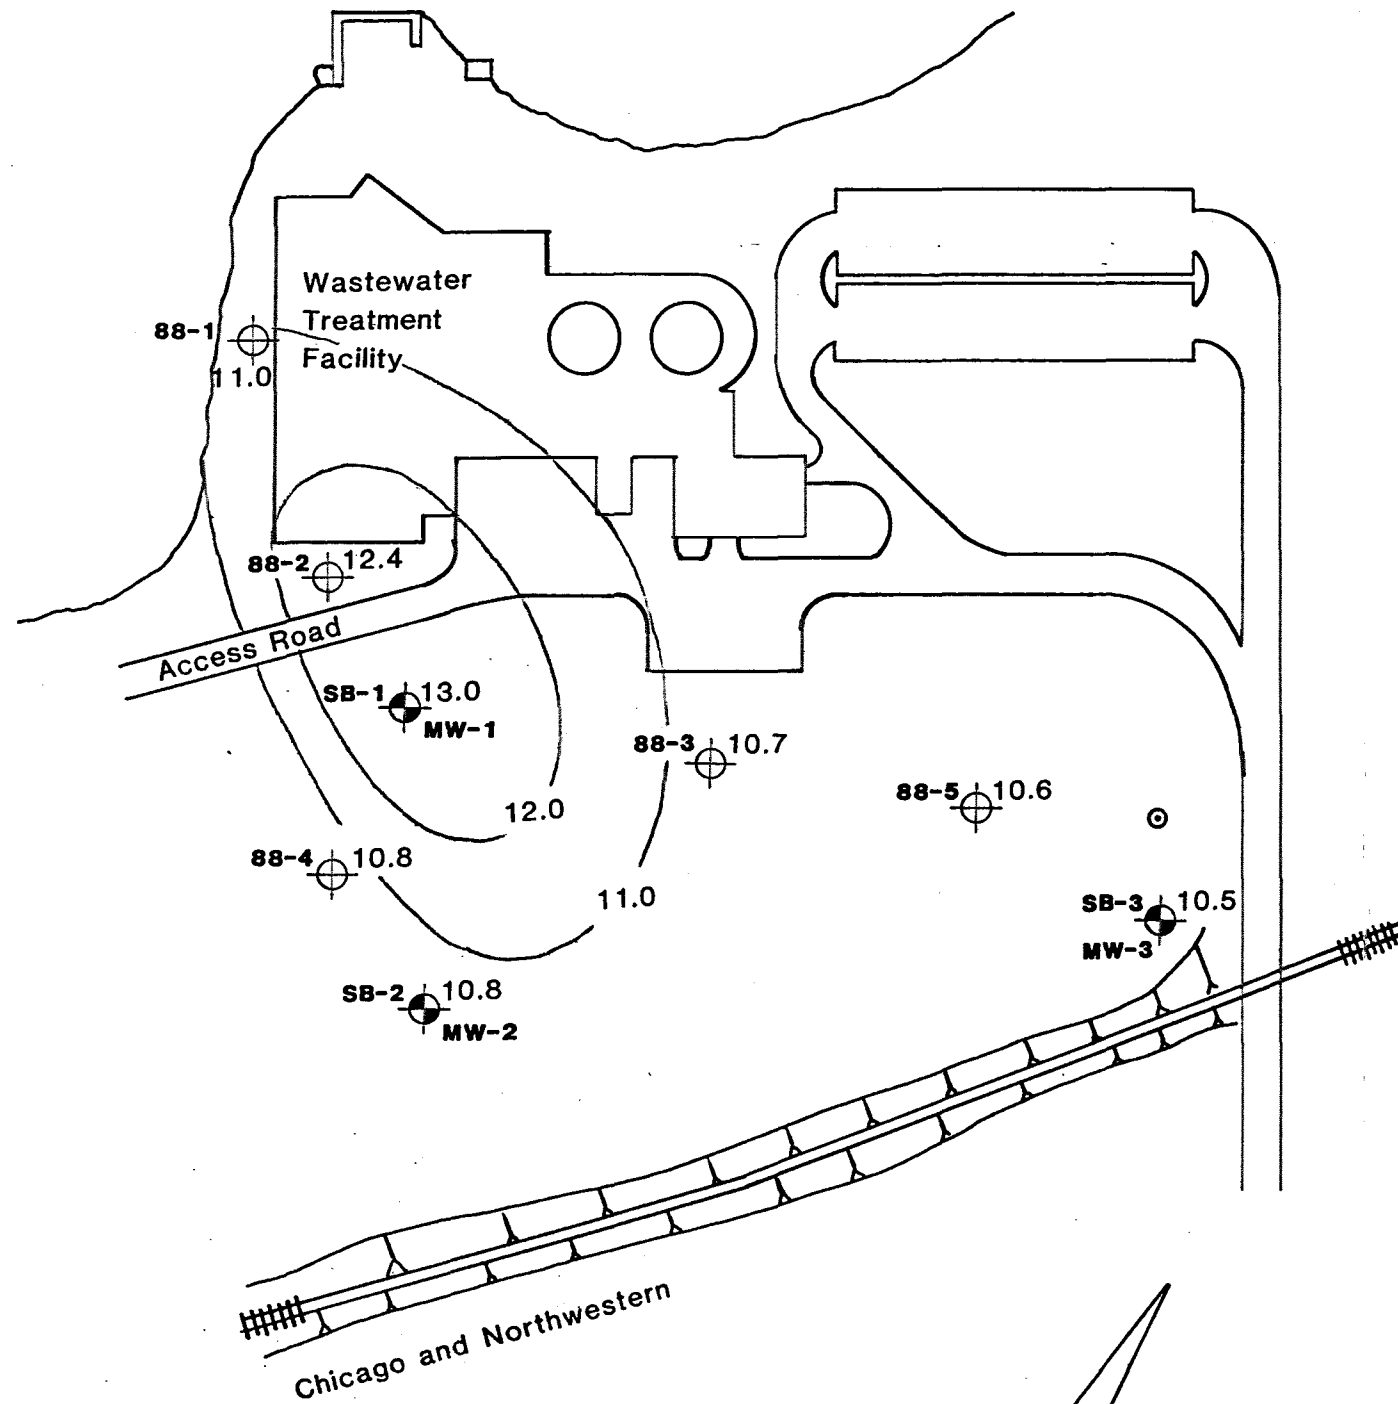 Wastewater
Treatment
Facility
88-1
11.0
88-2 12.4
Access Road
SB-1 13.0
MW-1
88-3 10.7
88-5 10.6
12.0
88-4 10.8
11.0
SB-3 10.5
MW-3
SB-2 10.8
MW-2
Chicago and Northwestern